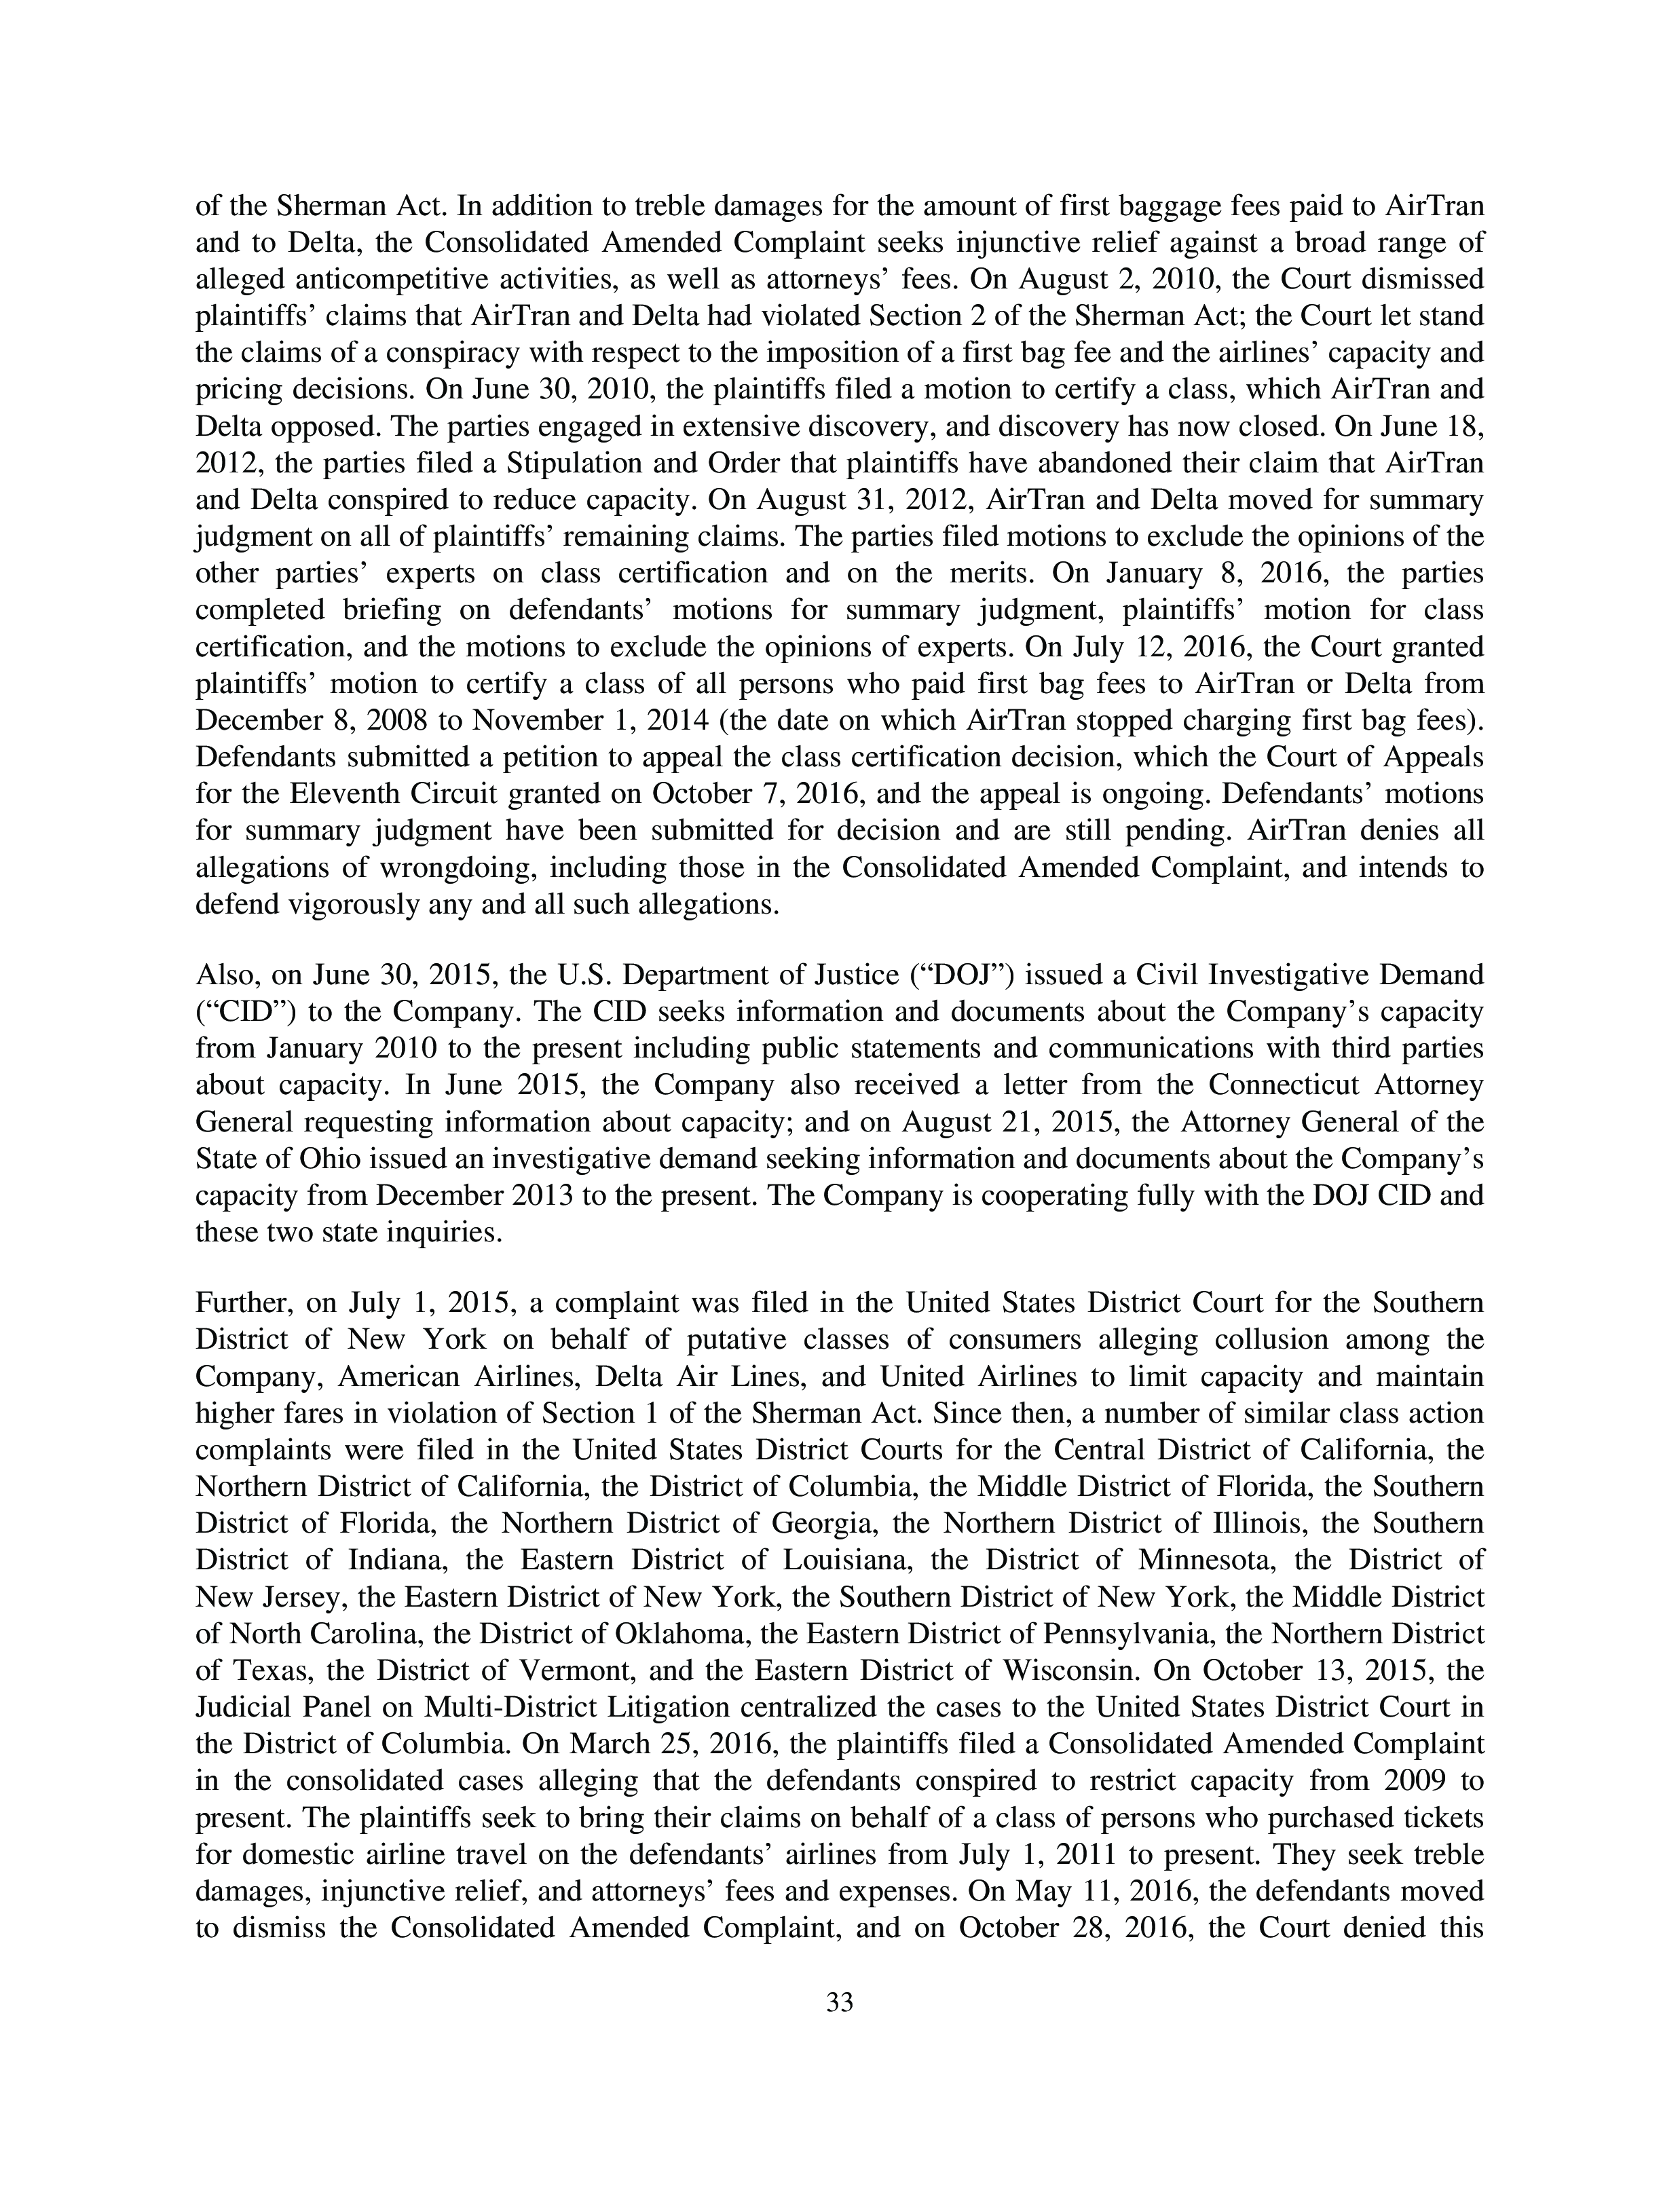 of the Sherman Act. In addition to treble damages for the amount of first baggage fees paid to AirTran
and to Delta, the Consolidated Amended Complaint seeks injunctive relief against a broad range of
alleged anticompetitive activities, as well as attorneys’ fees. On August 2, 2010, the Court dismissed
plaintiffs’ claims that AirTran and Delta had violated Section 2 of the Sherman Act; the Court let stand
the claims of a conspiracy with respect to the imposition of a first bag fee and the airlines’ capacity and
pricing decisions. On June 30, 2010, the plaintiffs filed a motion to certify a class, which AirTran and
Delta opposed. The parties engaged in extensive discovery, and discovery has now closed. On June 18,
2012, the parties filed a Stipulation and Order that plaintiffs have abandoned their claim that AirTran
and Delta conspired to reduce capacity. On August 31, 2012, AirTran and Delta moved for summary
judgment on all of plaintiffs’ remaining claims. The parties filed motions to exclude the opinions of the
other parties’ experts on class certification and on the merits. On January 8, 2016, the parties
completed briefing on defendants’ motions for summary judgment, plaintiffs’ motion for class
certification, and the motions to exclude the opinions of experts. On July 12, 2016, the Court granted
plaintiffs’ motion to certify a class of all persons who paid first bag fees to AirTran or Delta from
December 8, 2008 to November 1, 2014 (the date on which AirTran stopped charging first bag fees).
Defendants submitted a petition to appeal the class certification decision, which the Court of Appeals
for the Eleventh Circuit granted on October 7, 2016, and the appeal is ongoing. Defendants’ motions
for summary judgment have been submitted for decision and are still pending. AirTran denies all
allegations of wrongdoing, including those in the Consolidated Amended Complaint, and intends to
defend vigorously any and all such allegations.
Also, on June 30, 2015, the U.S. Department of Justice (“DOJ”) issued a Civil Investigative Demand
(“CID”) to the Company. The CID seeks information and documents about the Company’s capacity
from January 2010 to the present including public statements and communications with third parties
about capacity. In June 2015, the Company also received a letter from the Connecticut Attorney
General requesting information about capacity; and on August 21, 2015, the Attorney General of the
State of Ohio issued an investigative demand seeking information and documents about the Company’s
capacity from December 2013 to the present. The Company is cooperating fully with the DOJ CID and
these two state inquiries.
Further, on July 1, 2015, a complaint was filed in the United States District Court for the Southern
District of New York on behalf of putative classes of consumers alleging collusion among the
Company, American Airlines, Delta Air Lines, and United Airlines to limit capacity and maintain
higher fares in violation of Section 1 of the Sherman Act. Since then, a number of similar class action
complaints were filed in the United States District Courts for the Central District of California, the
Northern District of California, the District of Columbia, the Middle District of Florida, the Southern
District of Florida, the Northern District of Georgia, the Northern District of Illinois, the Southern
District of Indiana, the Eastern District of Louisiana, the District of Minnesota, the District of
New Jersey, the Eastern District of New York, the Southern District of New York, the Middle District
of North Carolina, the District of Oklahoma, the Eastern District of Pennsylvania, the Northern District
of Texas, the District of Vermont, and the Eastern District of Wisconsin. On October 13, 2015, the
Judicial Panel on Multi-District Litigation centralized the cases to the United States District Court in
the District of Columbia. On March 25, 2016, the plaintiffs filed a Consolidated Amended Complaint
in the consolidated cases alleging that the defendants conspired to restrict capacity from 2009 to
present. The plaintiffs seek to bring their claims on behalf of a class of persons who purchased tickets
for domestic airline travel on the defendants’ airlines from July 1, 2011 to present. They seek treble
damages, injunctive relief, and attorneys’ fees and expenses. On May 11, 2016, the defendants moved
to dismiss the Consolidated Amended Complaint, and on October 28, 2016, the Court denied this
33